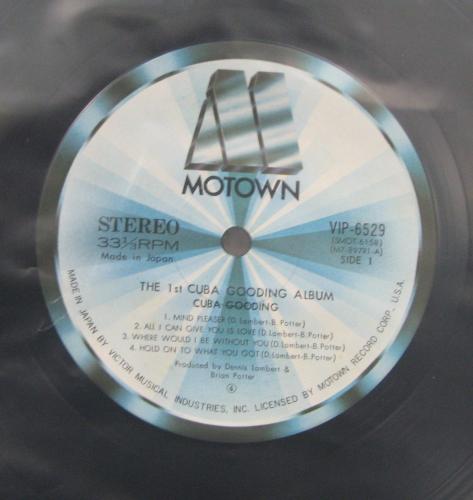 M
MOTOWN
STEREO
33⅓RPM
Made in Japan
VIP-6529
(SMOT-6158)
(M7-897R1-A)
SIDE 1
THE 1st CUBA GOODING ALBUM
CUBA GOODING
1. MIND PLEASER (D. Lambert-B. Potter)
2. ALL I CAN GIVE YOU IS LOVE (D. Lambert-B. Potter)
3. WHERE WOULD I BE WITHOUT YOU (D. Lambert-B. Potter)
4. HOLD ON TO WHAT YOU GOT (D. Lambert-B. Potter)
Produced by Dennis Lambert &
Brian Potter
④
MADE IN JAPAN BY VICTOR MUSICAL INDUSTRIES, INC. LICENSED BY MOTOWN RECORD CORP., U.S.A.